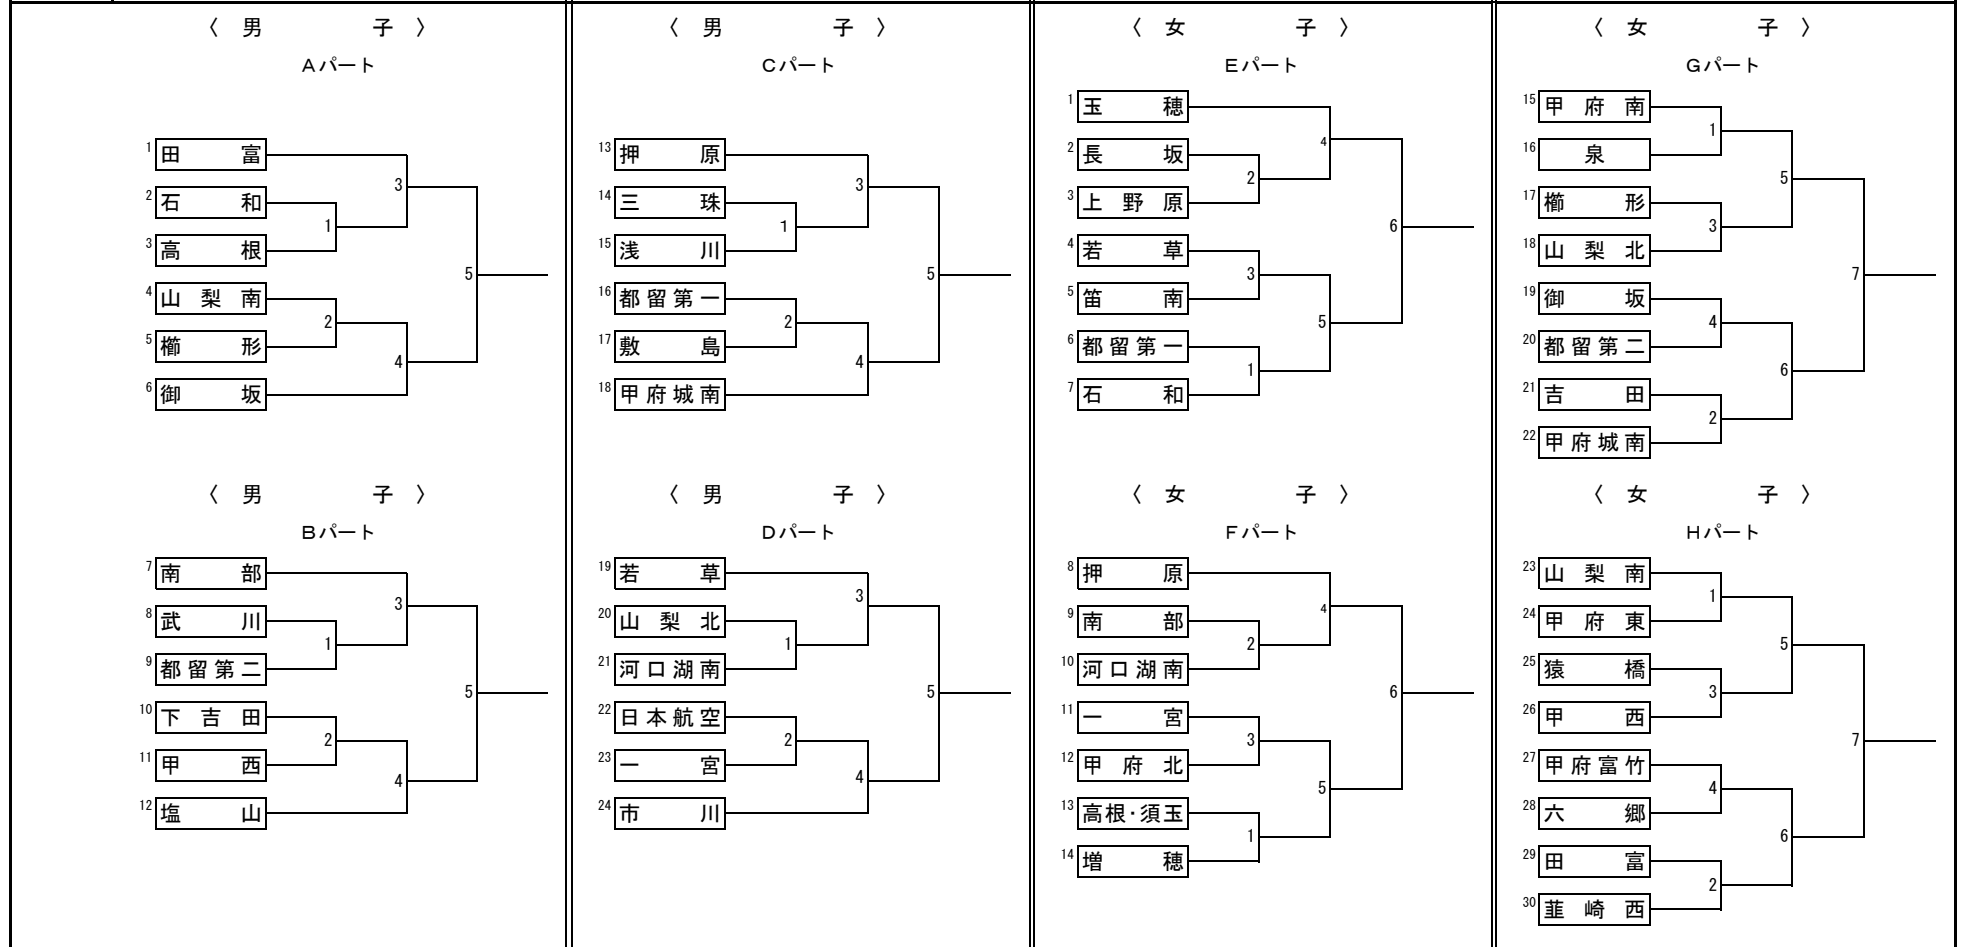 〈 男 子 〉
Aパート
1 田富
2 石和
3 高根
4 山梨南
5 櫛形
6 御坂
3
1
5
2
4
〈 男 子 〉
Bパート
7 南部
8 武川
9 都留第二
10 下吉田
11 甲西
12 塩山
3
1
5
2
4
〈 男 子 〉
Cパート
13 押原
14 三珠
15 浅川
16 都留第一
17 敷島
18 甲府城南
3
1
5
2
4
〈 男 子 〉
Dパート
19 若草
20 山梨北
21 河口湖南
22 日本航空
23 一宮
24 市川
3
1
5
2
4
〈 女 子 〉
Eパート
1 玉穂
2 長坂
3 上野原
4 若草
5 笛南
6 都留第一
7 石和
4
2
6
3
5
1
〈 女 子 〉
Fパート
8 押原
9 南部
10 河口湖南
11 一宮
12 甲府北
13 高根・須玉
14 増穂
4
2
6
3
5
1
〈 女 子 〉
Gパート
15 甲府南
16 泉
17 櫛形
18 山梨北
19 御坂
20 都留第二
21 吉田
22 甲府城南
1
5
3
7
4
6
2
〈 女 子 〉
Hパート
23 山梨南
24 甲府東
25 猿橋
26 甲西
27 甲府富竹
28 六郷
29 田富
30 韮崎西
1
5
3
7
4
6
2